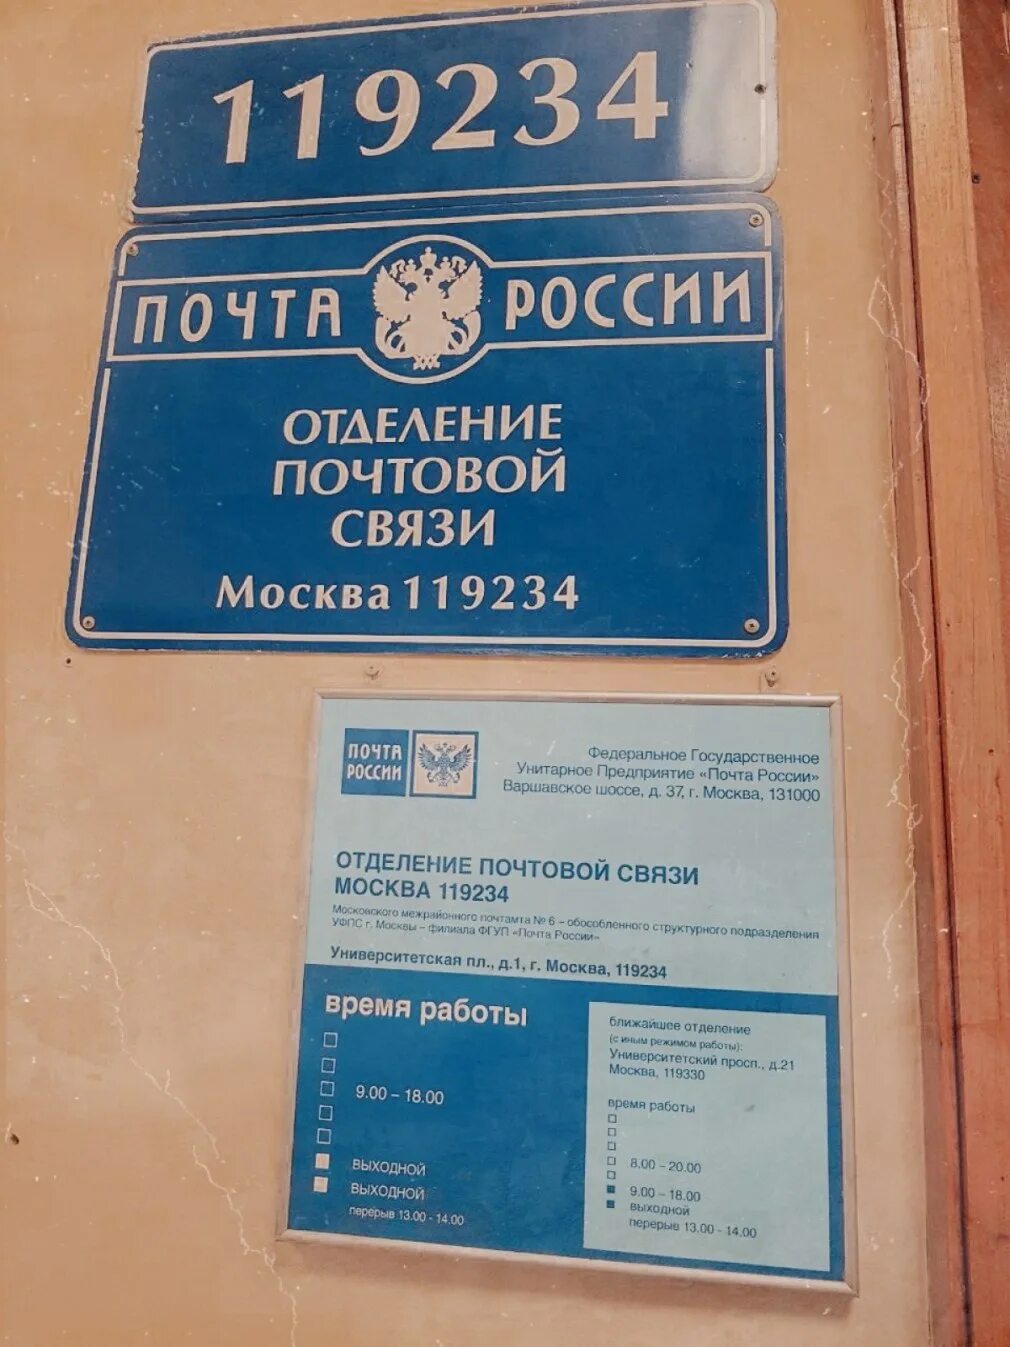 119234
ПОЧТА РОССИИ
ОТДЕЛЕНИЕ
ПОЧТОВОЙ
СВЯЗИ
Москва 119234
ПОЧТА
РОССИИ
Федеральное Государственное
Унитарное Предприятие «Почта России»
Варшавское шоссе, д. 37, г. Москва, 131000
ОТДЕЛЕНИЕ ПОЧТОВОЙ СВЯЗИ
МОСКВА 119234
Московского межрайонного почтамта № 6 – обособленного структурного подразделения
УФПС г. Москвы – филиала ФГУП «Почта России»
Университетская пл., д.1, г. Москва, 119234
время работы
9.00 – 18.00
ВЫХОДНОЙ
ВЫХОДНОЙ
перерыв 13.00 - 14.00
ближайшее отделение
(с иным режимом работы):
Университетский просп., д.21
Москва, 119330
время работы
8.00 – 20.00
9.00 – 18.00
ВЫХОДНОЙ
перерыв 13.00 - 14.00